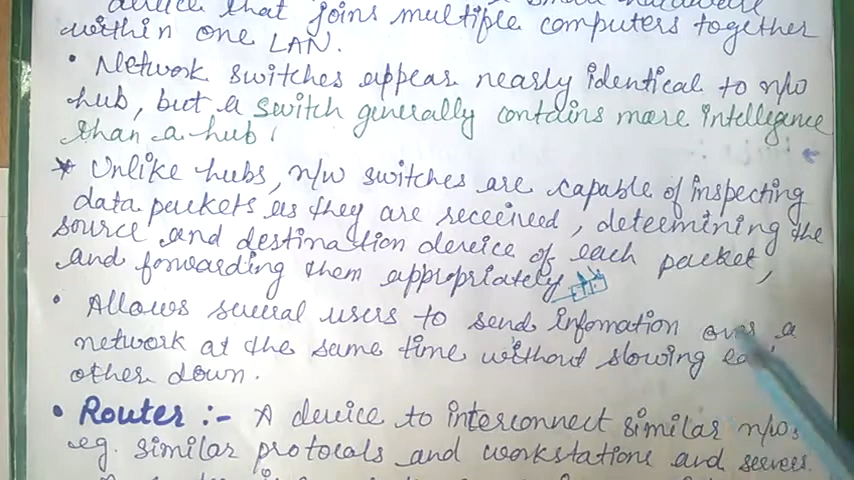 device that joins multiple computers together
within one LAN.
• Network switches appear nearly identical to n/w
hub, but a switch generally contains more intelligence
than a hub.
* Unlike hubs, n/w switches are capable of inspecting
data packets as they are received, determining the
source and destination device of each packet,
and forwarding them appropriately
• Allows several users to send infomation over a
network at the same time without slowing
other down.
• Router :- A device to interconnect similar n/ws
eg. similar protocals and workstations and servers.